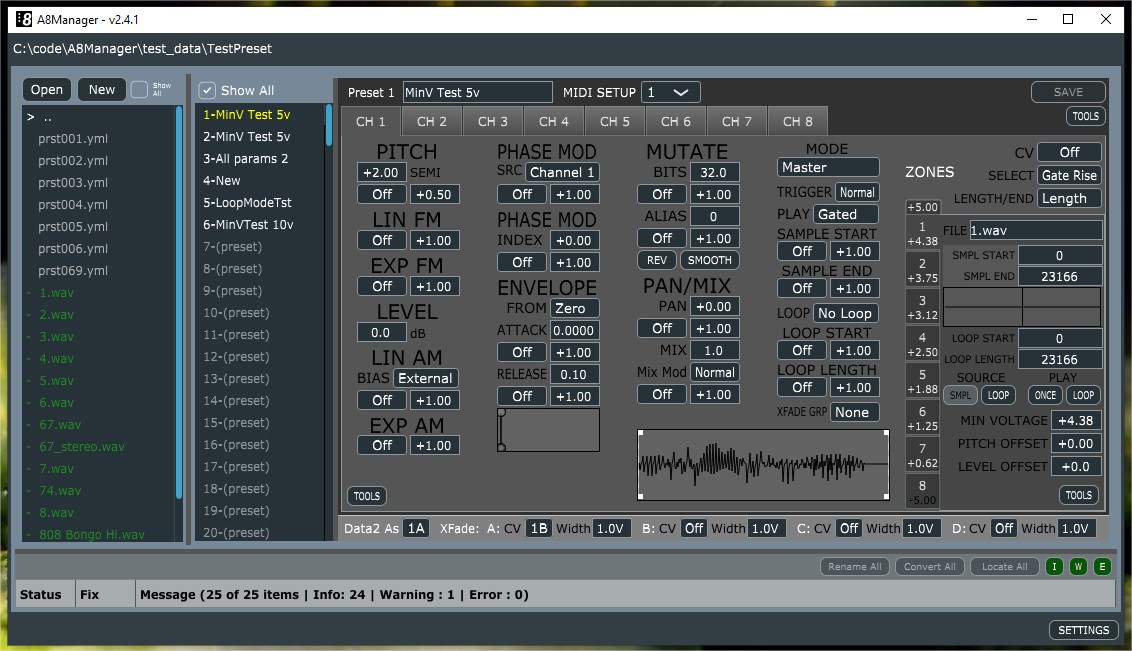 8 A8Manager - v2.4.1
C:\code\A8Manager\test_data\TestPreset
Open New Show All
> ..
prst001.yml
prst002.yml
prst003.yml
prst004.yml
prst005.yml
prst006.yml
prst069.yml
- 1.wav
- 2.wav
- 3.wav
- 4.wav
- 5.wav
- 6.wav
- 67.wav
- 67_stereo.wav
- 7.wav
- 74.wav
- 8.wav
- 808 Bongo Hi.wav
Show All
1-MinV Test 5v
2-MinV Test 5v
3-All params 2
4-New
5-LoopModeTst
6-MinVTest 10v
7-(preset)
8-(preset)
9-(preset)
10-(preset)
11-(preset)
12-(preset)
13-(preset)
14-(preset)
15-(preset)
16-(preset)
17-(preset)
18-(preset)
19-(preset)
20-(preset)
Preset 1 MinV Test 5v MIDI SETUP 1 SAVE
CH 1 CH 2 CH 3 CH 4 CH 5 CH 6 CH 7 CH 8 TOOLS
PITCH
+2.00 SEMI
Off +0.50
LIN FM
Off +1.00
EXP FM
Off +1.00
LEVEL
0.0 dB
LIN AM
BIAS External
Off +1.00
EXP AM
Off +1.00
TOOLS
PHASE MOD
SRC Channel 1
Off +1.00
PHASE MOD
INDEX +0.00
Off +1.00
ENVELOPE
FROM Zero
ATTACK 0.0000
Off +1.00
RELEASE 0.10
Off +1.00
MUTATE
BITS 32.0
Off +1.00
ALIAS 0
Off +1.00
REV SMOOTH
PAN/MIX
PAN +0.00
Off +1.00
MIX 1.0
Mix Mod Normal
Off +1.00
MODE
Master
TRIGGER Normal
PLAY Gated
SAMPLE START
Off +1.00
SAMPLE END
Off +1.00
LOOP No Loop
LOOP START
Off +1.00
LOOP LENGTH
Off +1.00
XFADE GRP None
ZONES
+5.00
1
+4.38
2
+3.75
3
+3.12
4
+2.50
5
+1.88
6
+1.25
7
+0.62
8
-5.00
CV Off
SELECT Gate Rise
LENGTH/END Length
FILE 1.wav
SMPL START 0
SMPL END 23166
LOOP START 0
LOOP LENGTH 23166
SOURCE PLAY
SMPL LOOP ONCE LOOP
MIN VOLTAGE +4.38
PITCH OFFSET +0.00
LEVEL OFFSET +0.0
TOOLS
Data2 As 1A XFade: A: CV 1B Width 1.0V B: CV Off Width 1.0V C: CV Off Width 1.0V D: CV Off Width 1.0V
Rename All Convert All Locate All I W E
Status Fix Message (25 of 25 items | Info: 24 | Warning : 1 | Error : 0)
SETTINGS